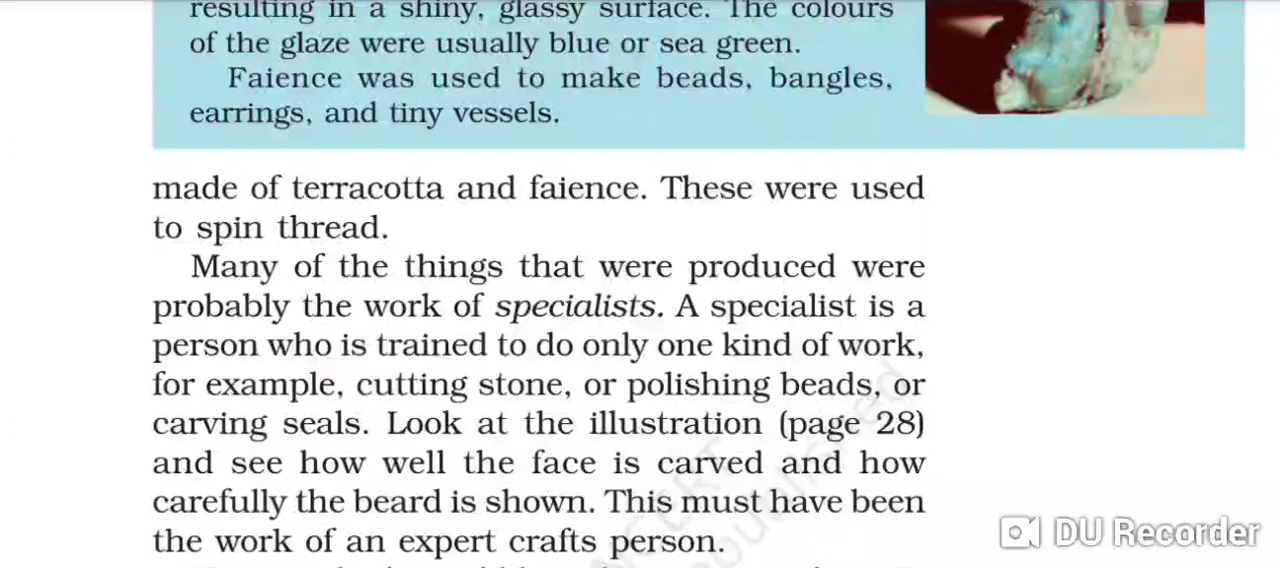 resulting in a shiny, glassy surface. The colours
of the glaze were usually blue or sea green.
Faience was used to make beads, bangles,
earrings, and tiny vessels.
made of terracotta and faience. These were used
to spin thread.
Many of the things that were produced were
probably the work of specialists. A specialist is a
person who is trained to do only one kind of work,
for example, cutting stone, or polishing beads, or
carving seals. Look at the illustration (page 28)
and see how well the face is carved and how
carefully the beard is shown. This must have been
the work of an expert crafts person.
DU Recorder